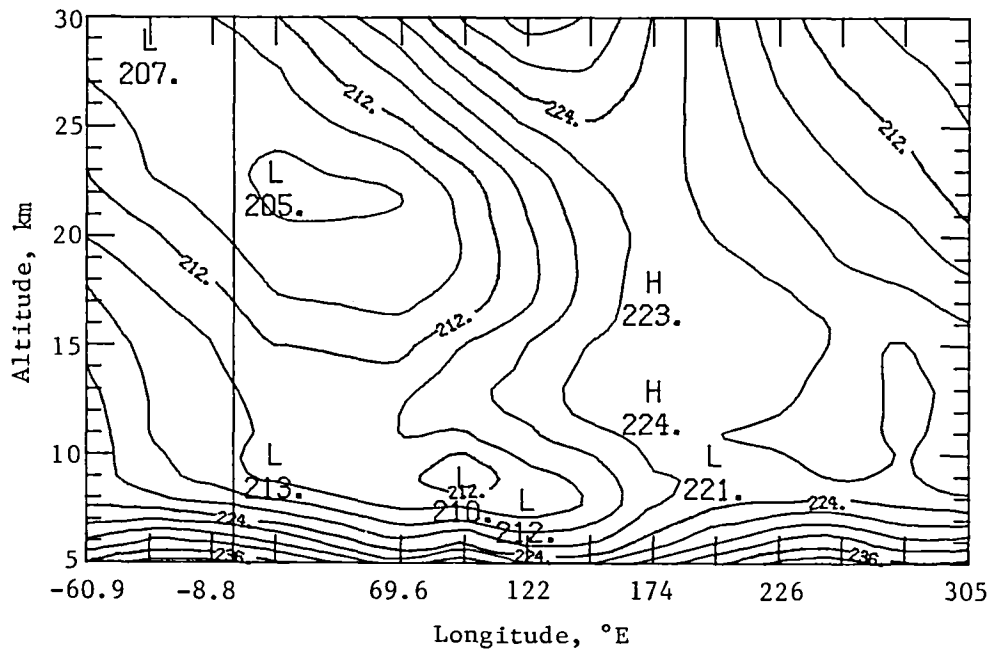 30
L
207.
212.
224.
25
212.
L
205.
20
212.
H
223.
212.
15
H
224.
10
L
213.
L
212.
210.
L
212.
L
221.
224.
224.
224.
236
236.
5
-60.9 -8.8 69.6 122 174 226 305
Altitude, km
Longitude, °E